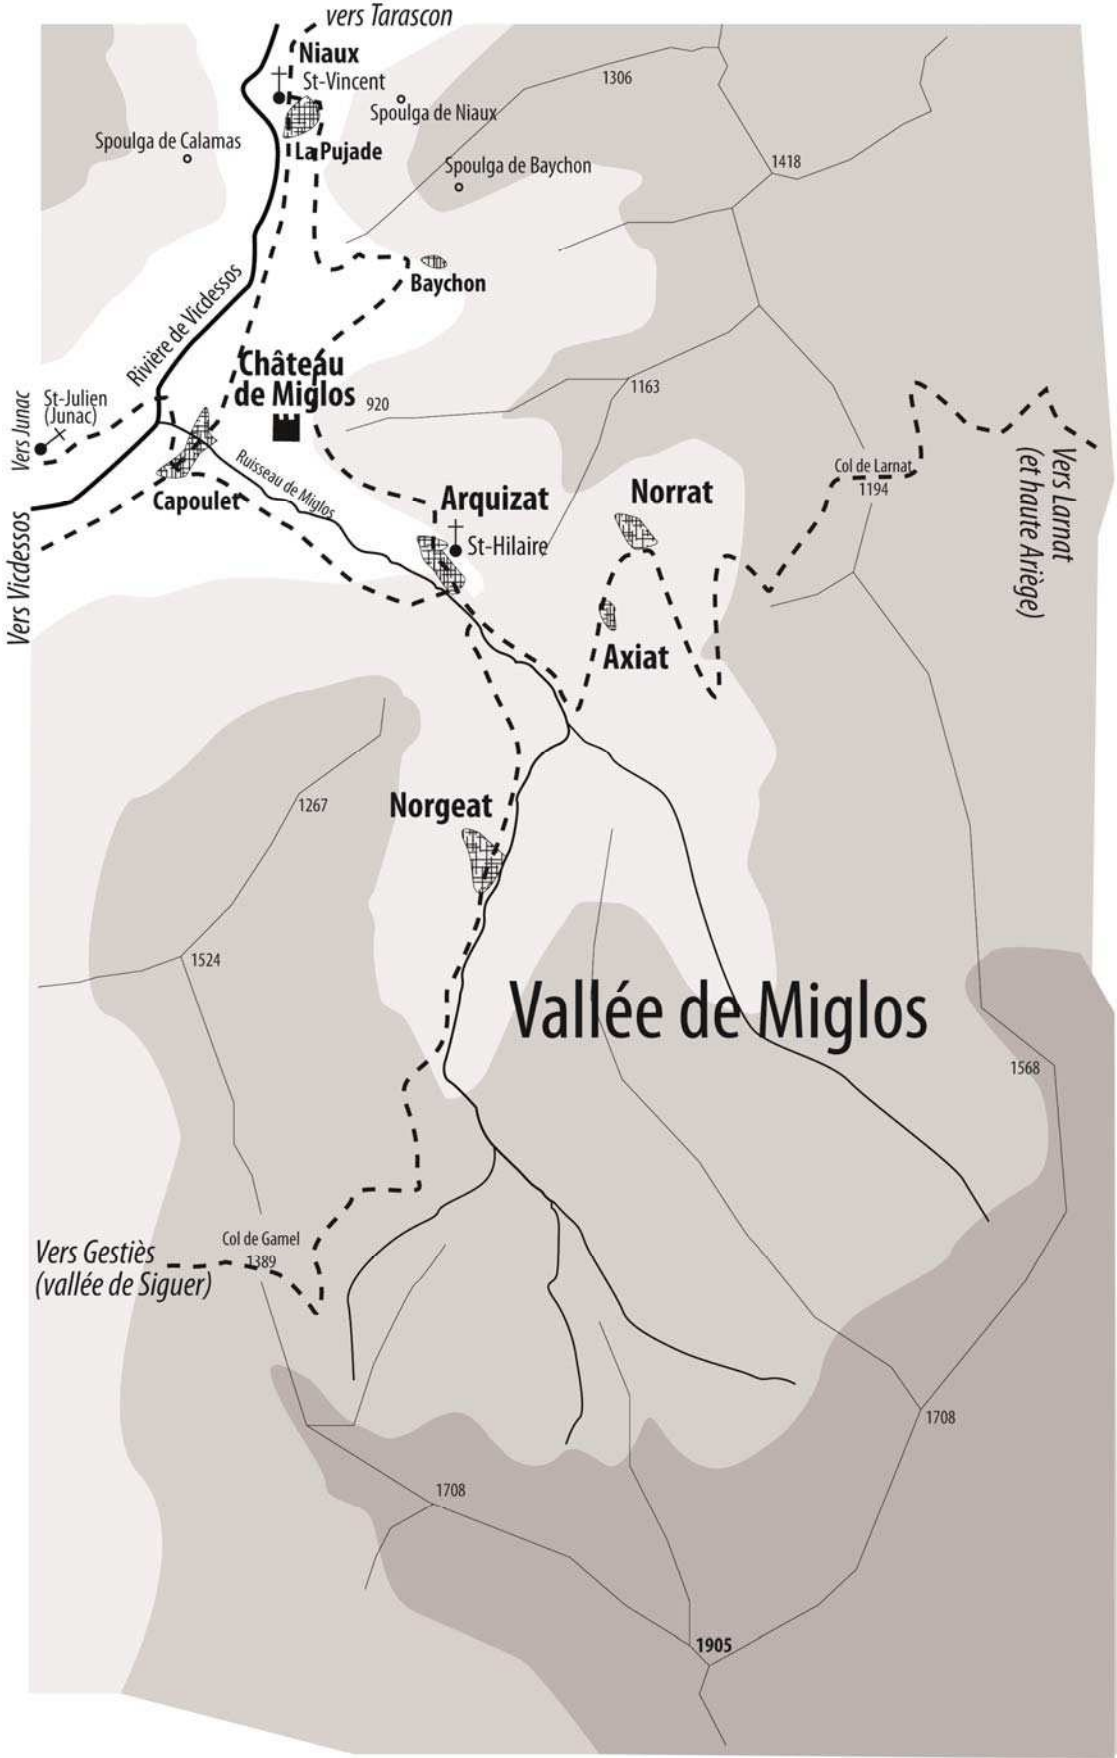 vers Tarascon
Niaux
St-Vincent
1306
Spoulga de Niaux
Spoulga de Calamas
La Pujade
Spoulga de Baychon
1418
Baychon
Rivière de Vicdessos
Château
de Miglos
920
1163
Vers Junac
St-Julien
(Junac)
Col de Larnat
1194
Vers Larnat
(et haute Ariège)
Ruisseau de Miglos
Capoulet
Arquizat
Norrat
St-Hilaire
Vers Vicdessos
Axiat
Norgeat
1267
1524
Vallée de Miglos
1568
Col de Gamel
1389
Vers Gestiès
(vallée de Siguer)
1708
1708
1905